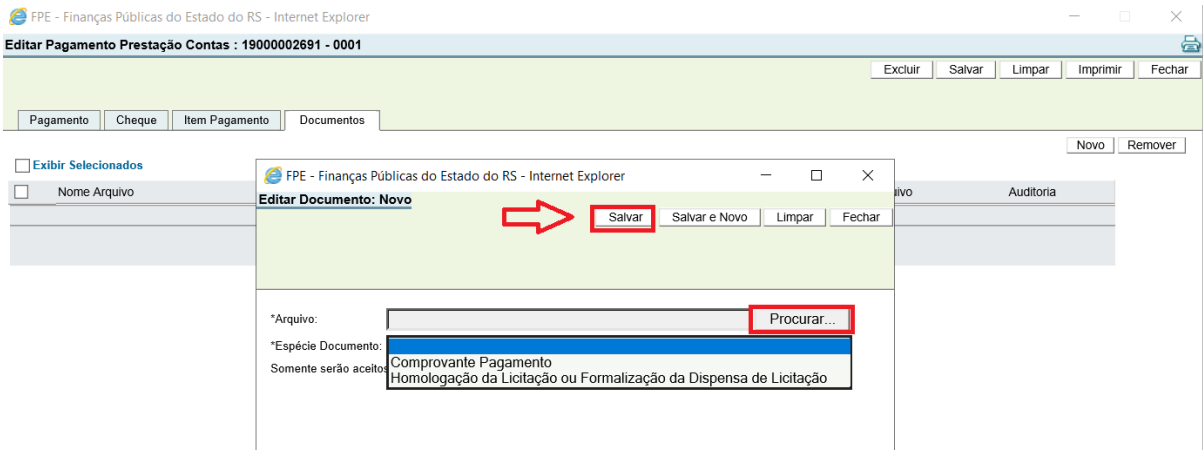 FPE - Finanças Públicas do Estado do RS - Internet Explorer
Editar Pagamento Prestação Contas : 19000002691 - 0001
Excluir Salvar Limpar Imprimir Fechar
Pagamento Cheque Item Pagamento Documentos
Novo Remover
Exibir Selecionados
Nome Arquivo Auditoria
FPE - Finanças Públicas do Estado do RS - Internet Explorer
Editar Documento: Novo
Salvar Salvar e Novo Limpar Fechar
*Arquivo: Procurar...
*Espécie Documento:
Comprovante Pagamento
Somente serão aceitos
Homologação da Licitação ou Formalização da Dispensa de Licitação